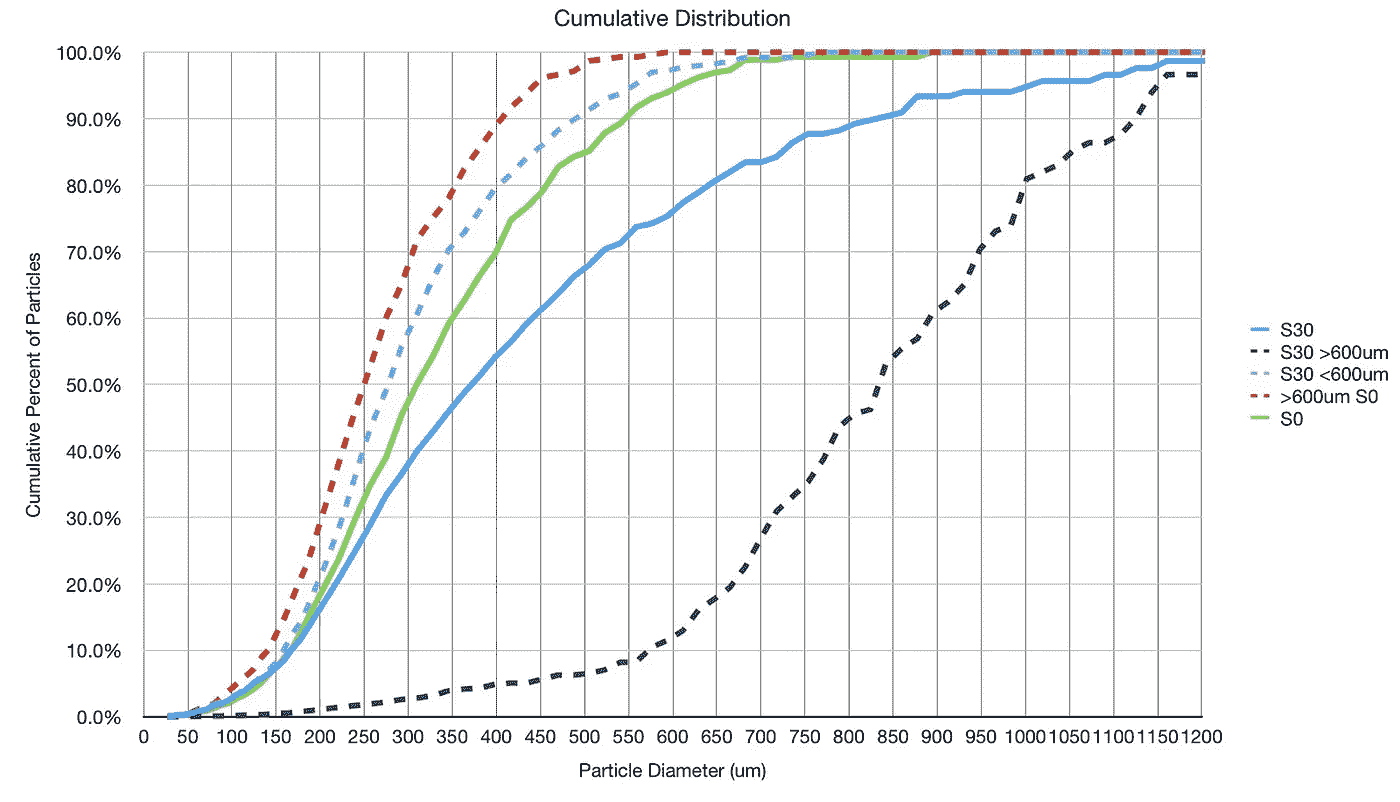 Cumulative Distribution
Cumulative Percent of Particles
100.0%
90.0%
80.0%
70.0%
60.0%
50.0%
40.0%
30.0%
20.0%
10.0%
0.0%
0 50 100 150 200 250 300 350 400 450 500 550 600 650 700 750 800 850 900 950 1000 1050 1100 1150 1200
Particle Diameter (um)
S30
S30 >600um
S30 <600um
>600um S0
S0